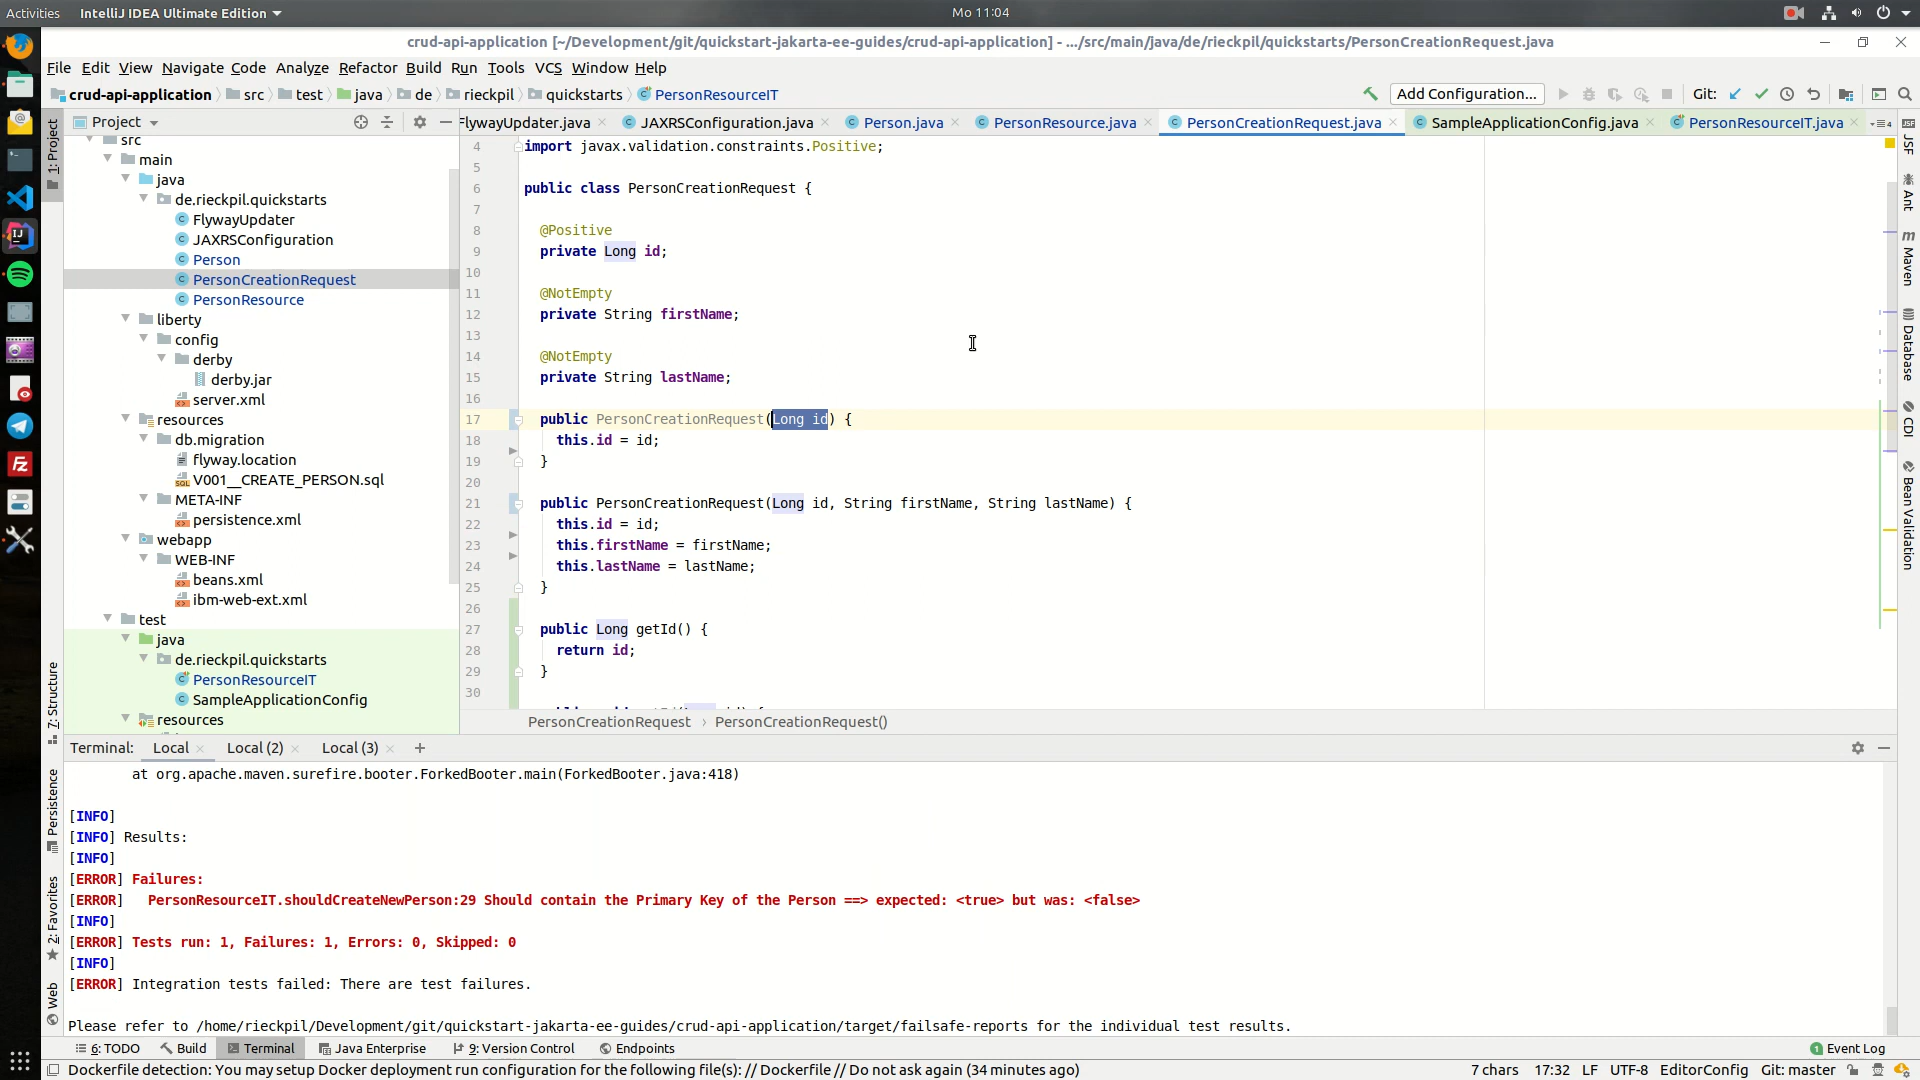 Activities IntelliJ IDEA Ultimate Edition Mo 11:04
crud-api-application [~/Development/git/quickstart-jakarta-ee-guides/crud-api-application] - .../src/main/java/de/rieckpil/quickstarts/PersonCreationRequest.java
File Edit View Navigate Code Analyze Refactor Build Run Tools VCS Window Help
crud-api-application src test java de rieckpil quickstarts PersonResourceIT Add Configuration... Git:
Project FlywayUpdater.java JAXRSConfiguration.java Person.java PersonResource.java PersonCreationRequest.java SampleApplicationConfig.java PersonResourceIT.java
src
main
java
de.rieckpil.quickstarts
FlywayUpdater
JAXRSConfiguration
Person
PersonCreationRequest
PersonResource
liberty
config
derby
derby.jar
server.xml
resources
db.migration
flyway.location
V001__CREATE_PERSON.sql
META-INF
persistence.xml
webapp
WEB-INF
beans.xml
ibm-web-ext.xml
test
java
de.rieckpil.quickstarts
PersonResourceIT
SampleApplicationConfig
resources
4 import javax.validation.constraints.Positive;
5
6 public class PersonCreationRequest {
7
8 @Positive
9 private Long id;
10
11 @NotEmpty
12 private String firstName;
13
14 @NotEmpty
15 private String lastName;
16
17 public PersonCreationRequest(Long id) {
18 this.id = id;
19 }
20
21 public PersonCreationRequest(Long id, String firstName, String lastName) {
22 this.id = id;
23 this.firstName = firstName;
24 this.lastName = lastName;
25 }
26
27 public Long getId() {
28 return id;
29 }
30
PersonCreationRequest PersonCreationRequest()
1: Project
7: Structure
Persistence
2: Favorites
Web
JSF
Ant
Maven
Database
CDI
Bean Validation
Terminal: Local Local (2) Local (3) +
at org.apache.maven.surefire.booter.ForkedBooter.main(ForkedBooter.java:418)
[INFO]
[INFO] Results:
[INFO]
[ERROR] Failures:
[ERROR] PersonResourceIT.shouldCreateNewPerson:29 Should contain the Primary Key of the Person ==> expected: <true> but was: <false>
[INFO]
[ERROR] Tests run: 1, Failures: 1, Errors: 0, Skipped: 0
[INFO]
[ERROR] Integration tests failed: There are test failures.
Please refer to /home/rieckpil/Development/git/quickstart-jakarta-ee-guides/crud-api-application/target/failsafe-reports for the individual test results.
6: TODO Build Terminal Java Enterprise 9: Version Control Endpoints 1 Event Log
Dockerfile detection: You may setup Docker deployment run configuration for the following file(s): // Dockerfile // Do not ask again (34 minutes ago) 7 chars 17:32 LF UTF-8 EditorConfig Git: master